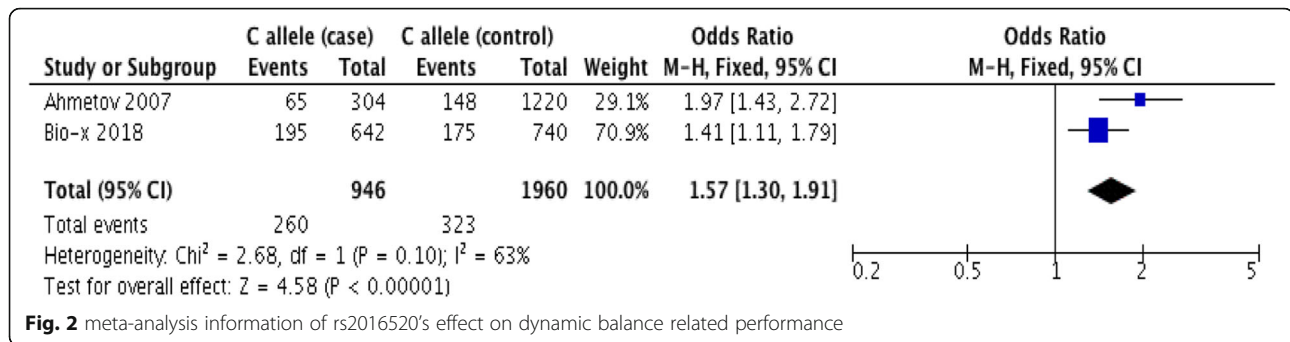 C allele (case) C allele (control) Odds Ratio Odds Ratio
Study or Subgroup Events Total Events Total Weight M-H, Fixed, 95% CI M-H, Fixed, 95% CI
Ahmetov 2007 65 304 148 1220 29.1% 1.97 [1.43, 2.72]
Bio-x 2018 195 642 175 740 70.9% 1.41 [1.11, 1.79]
Total (95% CI) 946 1960 100.0% 1.57 [1.30, 1.91]
Total events 260 323
Heterogeneity: Chi² = 2.68, df = 1 (P = 0.10); I² = 63%
Test for overall effect: Z = 4.58 (P < 0.00001)
0.2 0.5 1 2 5
Fig. 2 meta-analysis information of rs2016520's effect on dynamic balance related performance